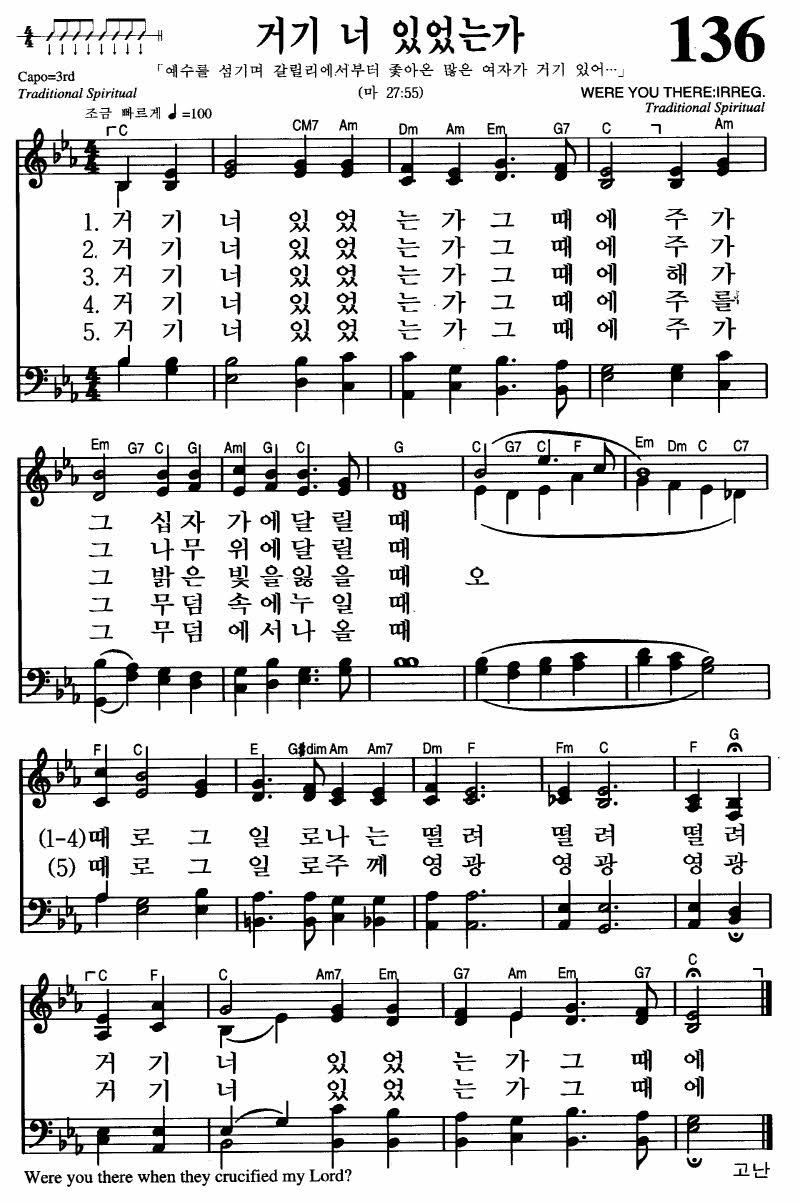 거기 너 있었는가
136
「예수를 섬기며 갈릴리에서부터 좇아온 많은 여자가 거기 있어…」
Capo=3rd
Traditional Spiritual
(마 27:55)
WERE YOU THERE:IRREG.
Traditional Spiritual
조금 빠르게 ♩=100
C CM7 Am Dm Am Em G7 C Am
1. 거 기 너 있 었 는 가 그 때 에 주 가
2. 거 기 너 있 었 는 가 그 때 에 주 가
3. 거 기 너 있 었 는 가 그 때 에 해 가
4. 거 기 너 있 었 는 가 그 때 에 주 를
5. 거 기 너 있 었 는 가 그 때 에 주 가
Em G7 C G Am G C G C G7 C F Em Dm C C7
그 십 자 가 에 달 릴 때
그 나 무 위 에 달 릴 때
그 밝 은 빛 을 잃 을 때 오
그 무 덤 속 에 누 일 때
그 무 덤 에 서 나 올 때
F C E G#dim Am Am7 Dm F Fm C F G
(1-4) 때 로 그 일 로 나 는 떨 려 떨 려 떨 려
(5) 때 로 그 일 로 주 께 영 광 영 광 영 광
C F C Am7 Em G7 Am Em G7 C
거 기 너 있 었 는 가 그 때 에
거 기 너 있 었 는 가 그 때 에
Were you there when they crucified my Lord?
고난